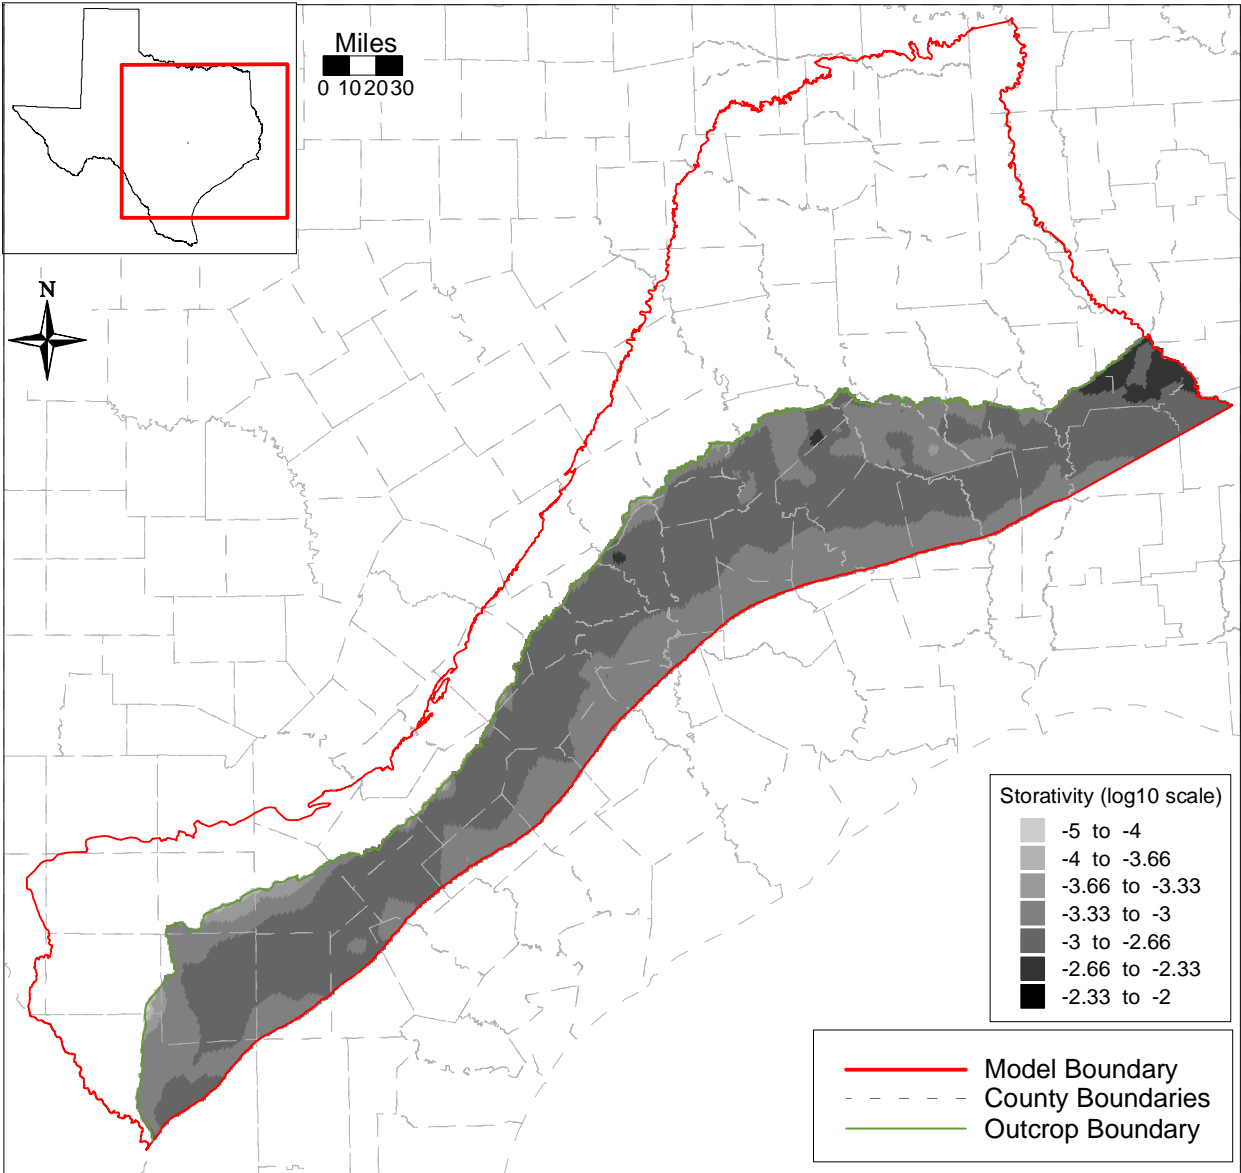 Miles
0 10 20 30
N
Storativity (log10 scale)
-5 to -4
-4 to -3.66
-3.66 to -3.33
-3.33 to -3
-3 to -2.66
-2.66 to -2.33
-2.33 to -2
Model Boundary
County Boundaries
Outcrop Boundary